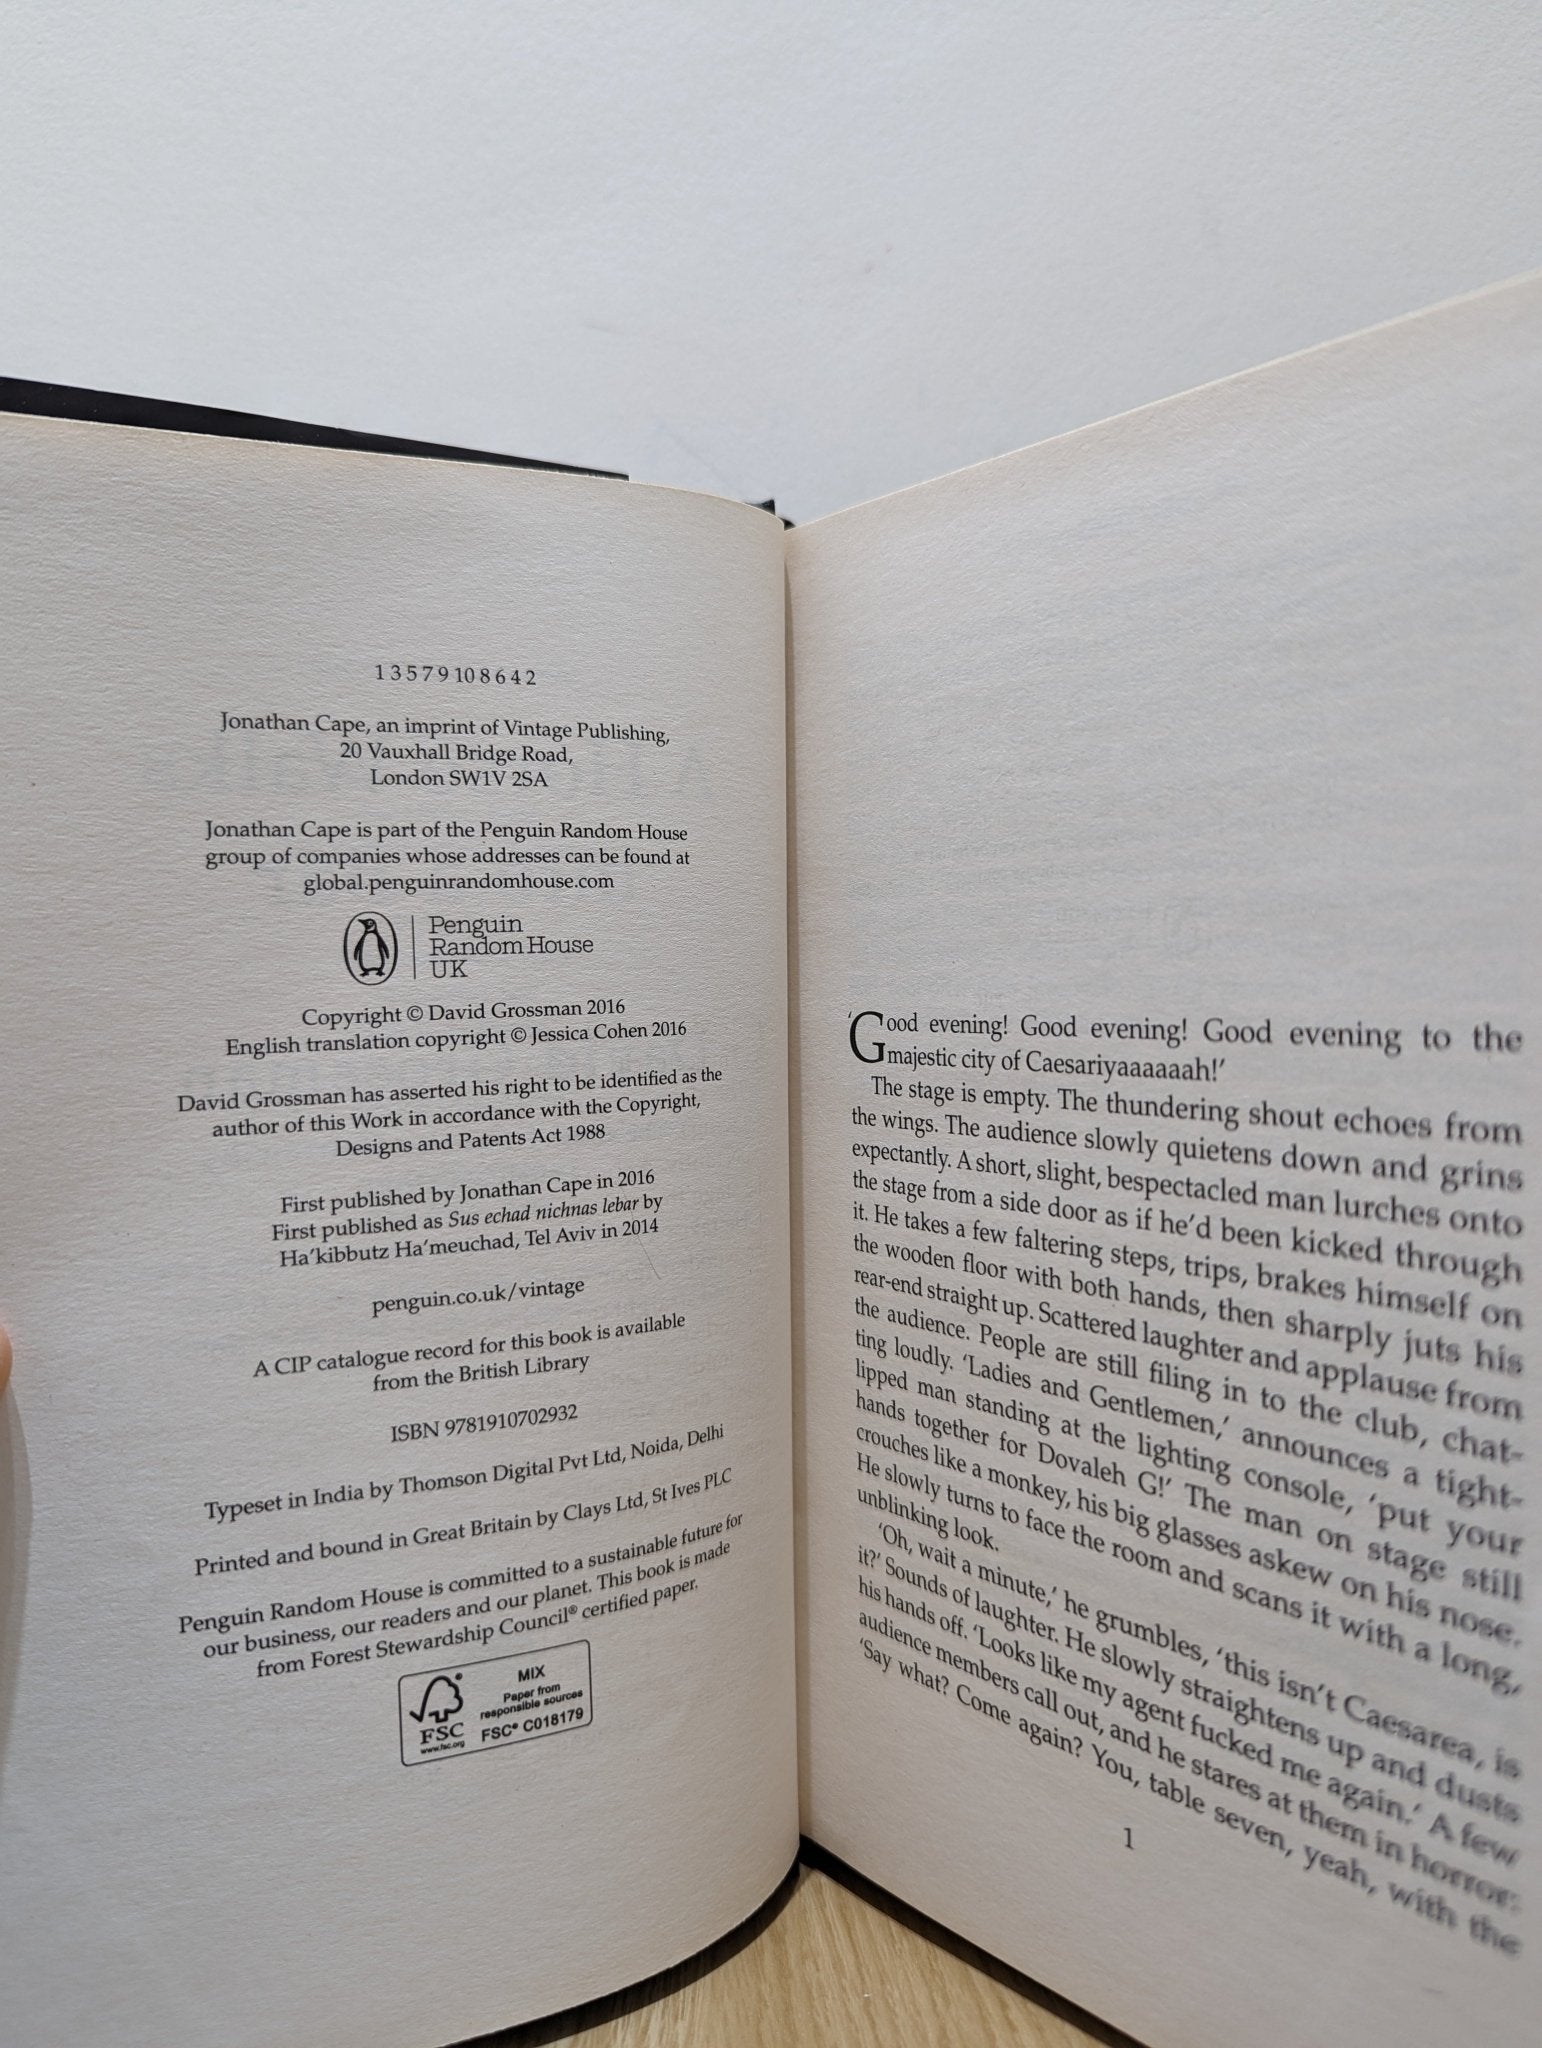 1 3 5 7 9 10 8 6 4 2
Jonathan Cape, an imprint of Vintage Publishing,
20 Vauxhall Bridge Road,
London SW1V 2SA
Jonathan Cape is part of the Penguin Random House
group of companies whose addresses can be found at
global.penguinrandomhouse.com
Penguin
Random House
UK
Copyright © David Grossman 2016
English translation copyright © Jessica Cohen 2016
David Grossman has asserted his right to be identified as the
author of this Work in accordance with the Copyright,
Designs and Patents Act 1988
First published by Jonathan Cape in 2016
First published as Sus echad nichnas lebar by
Ha'kibbutz Ha'meuchad, Tel Aviv in 2014
penguin.co.uk/vintage
A CIP catalogue record for this book is available
from the British Library
ISBN 9781910702932
Typeset in India by Thomson Digital Pvt Ltd, Noida, Delhi
Printed and bound in Great Britain by Clays Ltd, St Ives PLC
Penguin Random House is committed to a sustainable future for
our business, our readers and our planet. This book is made
from Forest Stewardship Council® certified paper.
FSC
www.fsc.org
MIX
Paper from
responsible sources
FSC® C018179
'Good evening! Good evening! Good evening to the
majestic city of Caesariyaaaaaah!'
The stage is empty. The thundering shout echoes from
the wings. The audience slowly quietens down and grins
expectantly. A short, slight, bespectacled man lurches onto
the stage from a side door as if he'd been kicked through
it. He takes a few faltering steps, trips, brakes himself on
the wooden floor with both hands, then sharply juts his
rear-end straight up. Scattered laughter and applause from
the audience. People are still filing in to the club, chat-
ting loudly. 'Ladies and Gentlemen,' announces a tight-
lipped man standing at the lighting console, 'put your
hands together for Dovaleh G!' The man on stage still
crouches like a monkey, his big glasses askew on his nose.
He slowly turns to face the room and scans it with a long,
unblinking look.
'Oh, wait a minute,' he grumbles, 'this isn't Caesarea, is
it?' Sounds of laughter. He slowly straightens up and dusts
his hands off. 'Looks like my agent fucked me again.' A few
audience members call out, and he stares at them in horror:
'Say what? Come again? You, table seven, yeah, with the
1